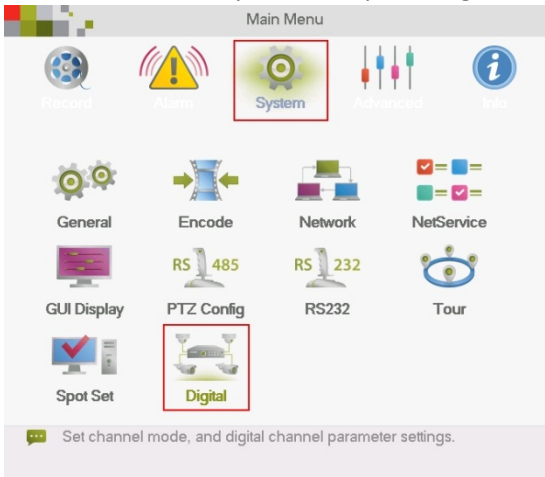 Main Menu
Record Alarm System Advanced Info
General Encode Network NetService
RS 485 RS 232
GUI Display PTZ Config RS232 Tour
Spot Set Digital
Set channel mode, and digital channel parameter settings.